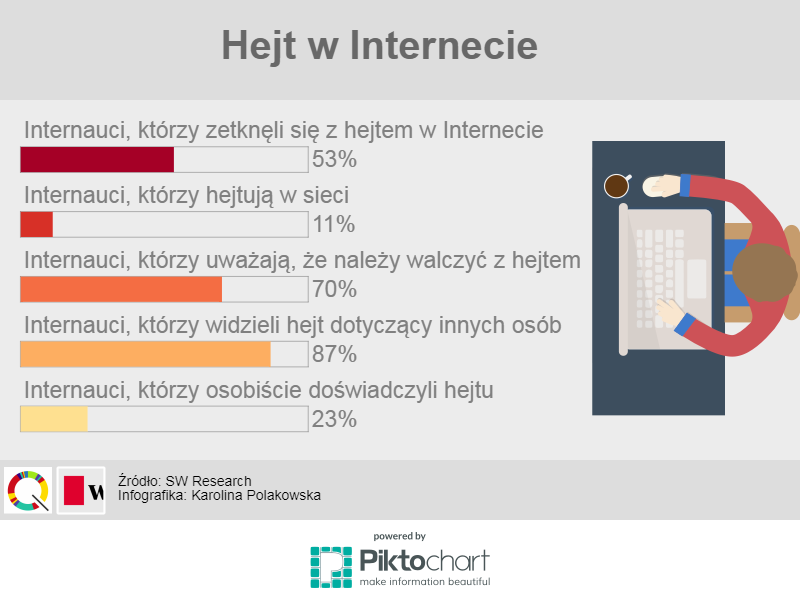 Hejt w Internecie
Internauci, którzy zetknęli się z hejtem w Internecie
53%
Internauci, którzy hejtują w sieci
11%
Internauci, którzy uważają, że należy walczyć z hejtem
70%
Internauci, którzy widzieli hejt dotyczący innych osób
87%
Internauci, którzy osobiście doświadczyli hejtu
23%
W
Źródło: SW Research
Infografika: Karolina Polakowska
powered by
Piktochart
make information beautiful